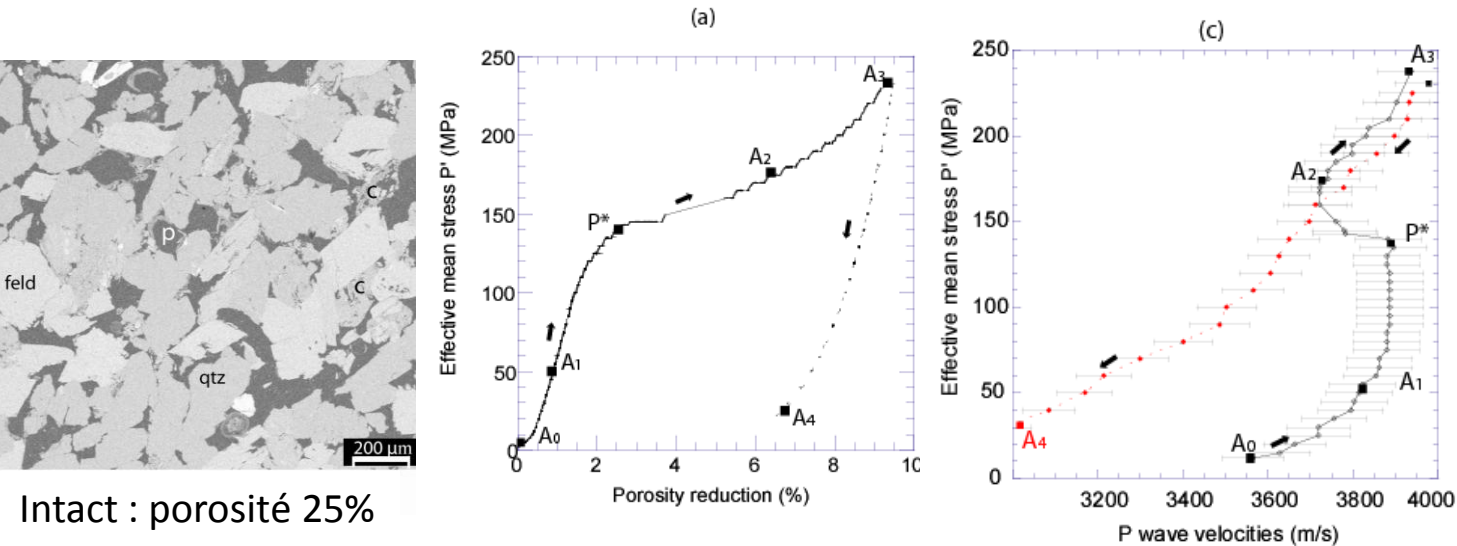 c
p
feld
c
qtz
200 µm
Intact : porosité 25%
(a)
Effective mean stress P' (MPa)
250
200
150
100
50
0
A3
A2
P*
A1
A0
A4
0 2 4 6 8 10
Porosity reduction (%)
(c)
Effective mean stress P' (MPa)
250
200
150
100
50
0
A3
A2
P*
A1
A0
A4
3200 3400 3600 3800 4000
P wave velocities (m/s)